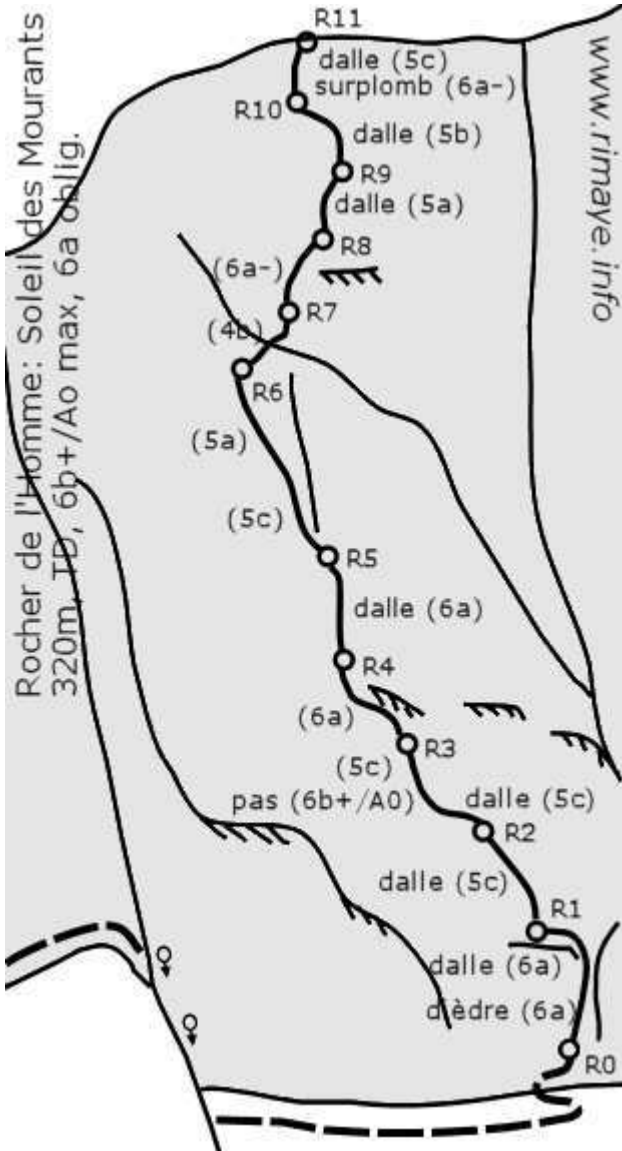 R11
dalle (5c)
surplomb (6a-)
R10
dalle (5b)
R9
dalle (5a)
R8
(6a-)
R7
(4b)
R6
(5a)
(5c)
R5
dalle (6a)
R4
(6a)
R3
(5c)
pas (6b+/A0)
dalle (5c)
R2
dalle (5c)
R1
dalle (6a)
dièdre (6a)
R0
Rocher de l'Homme: Soleil des Mourants
320m, TD, 6b+/Ao max, 6a oblig.
www.rimaye.info